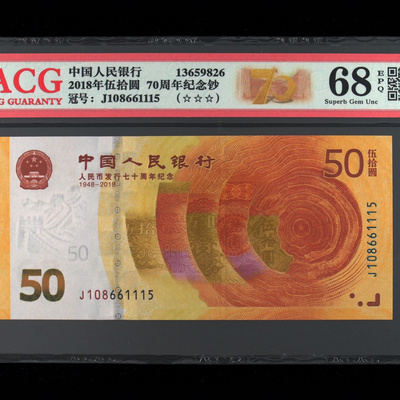 ACG
NG GUARANTY
中国人民银行 13659826
2018年伍拾圆 70周年纪念钞
冠号：J108661115 (☆☆☆)
70
68 EPQ
Superb Gem Unc
中国人民银行
人民币发行七十周年纪念
1948-2018
50 伍拾圆
50
50
J108661115
J108661115